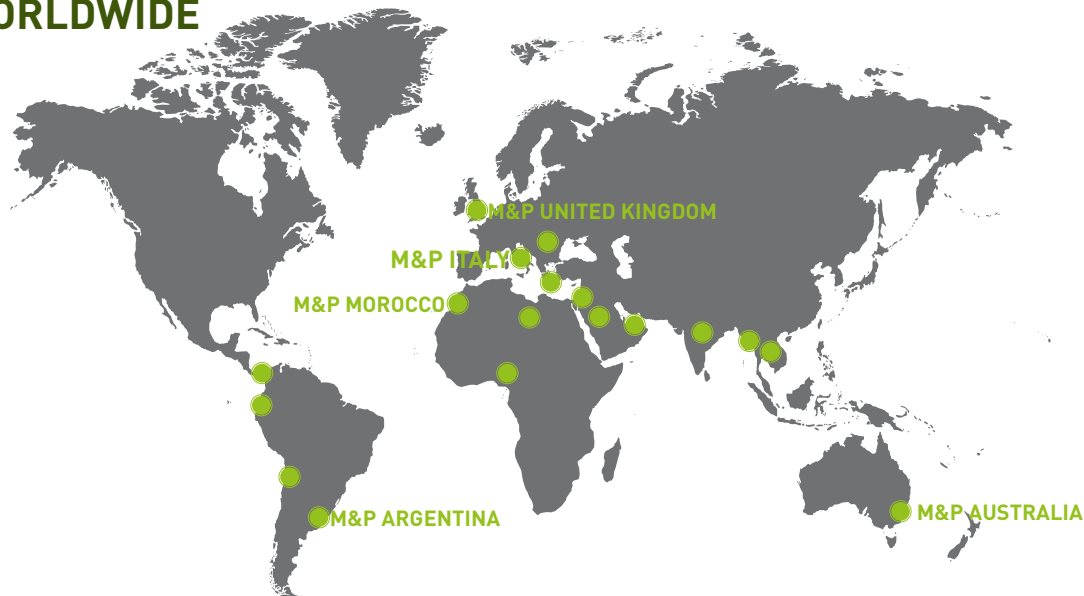 ORLDWIDE
M&P UNITED KINGDOM
M&P ITALY
M&P MOROCCO
M&P ARGENTINA
M&P AUSTRALIA